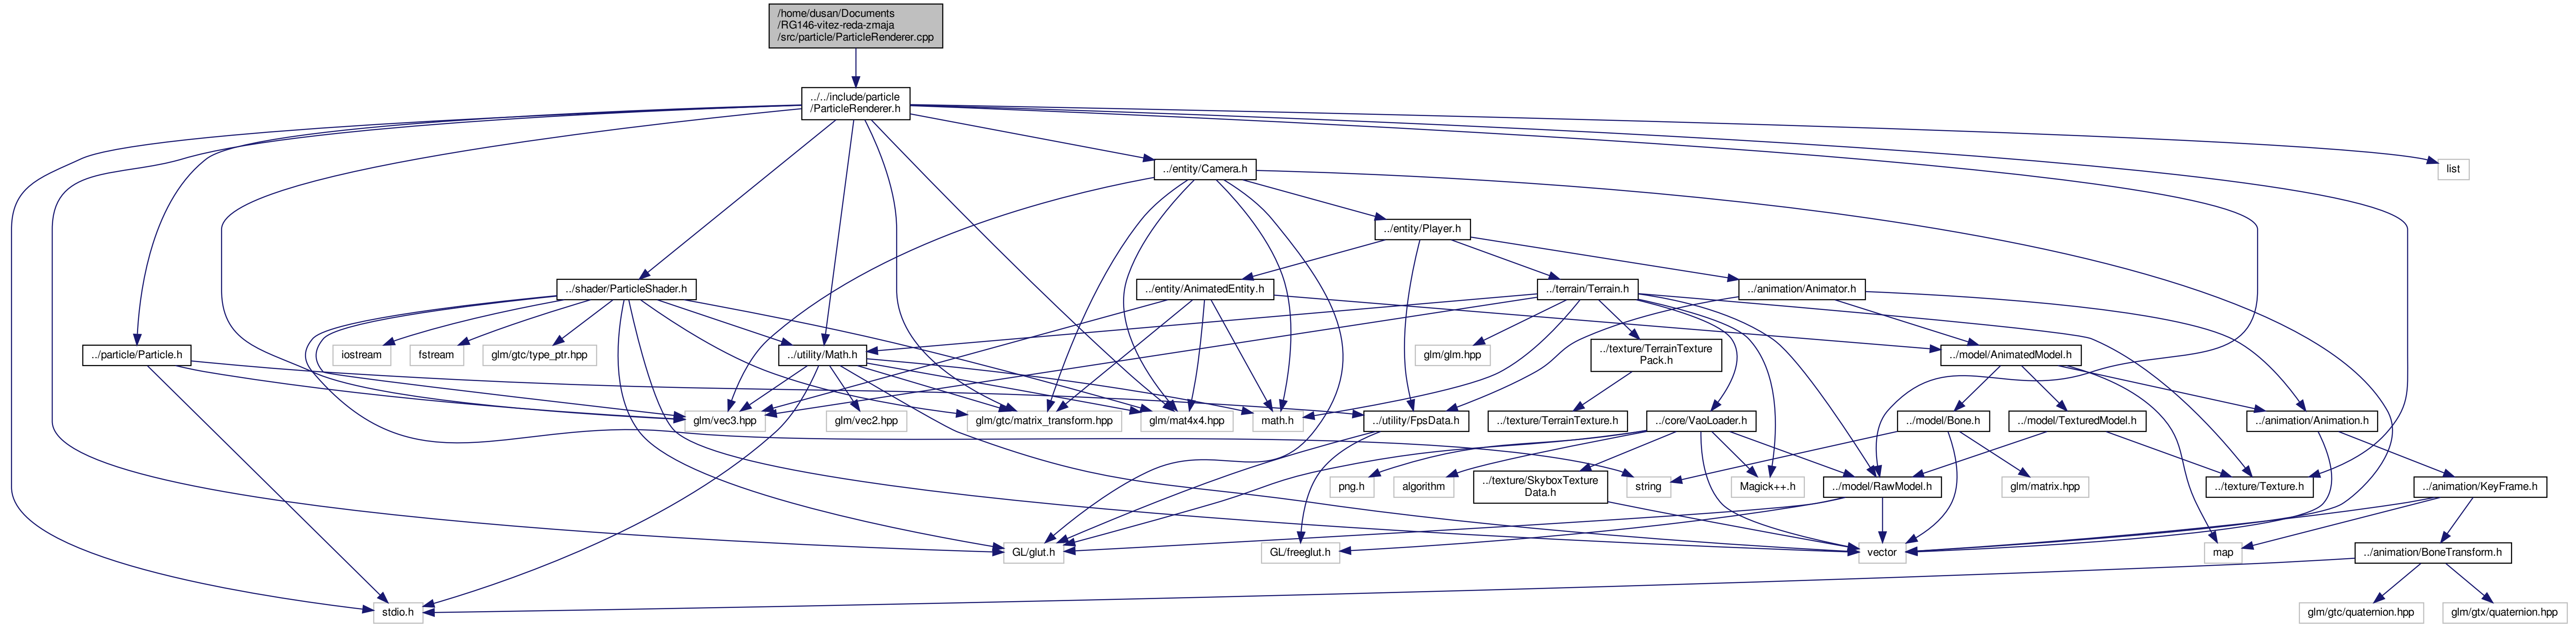 /home/dusan/Documents
/RG146-vitez-reda-zmaja
/src/particle/ParticleRenderer.cpp
../../include/particle
/ParticleRenderer.h
../entity/Camera.h
list
../entity/Player.h
../shader/ParticleShader.h
../entity/AnimatedEntity.h
../terrain/Terrain.h
../animation/Animator.h
../particle/Particle.h
iostream
fstream
glm/gtc/type_ptr.hpp
../utility/Math.h
glm/glm.hpp
../texture/TerrainTexture
Pack.h
../model/AnimatedModel.h
glm/vec3.hpp
glm/vec2.hpp
glm/gtc/matrix_transform.hpp
glm/mat4x4.hpp
math.h
../utility/FpsData.h
../texture/TerrainTexture.h
../core/VaoLoader.h
../model/Bone.h
../model/TexturedModel.h
../animation/Animation.h
png.h
algorithm
../texture/SkyboxTexture
Data.h
string
Magick++.h
../model/RawModel.h
glm/matrix.hpp
../texture/Texture.h
../animation/KeyFrame.h
GL/glut.h
GL/freeglut.h
vector
map
../animation/BoneTransform.h
stdio.h
glm/gtc/quaternion.hpp
glm/gtx/quaternion.hpp